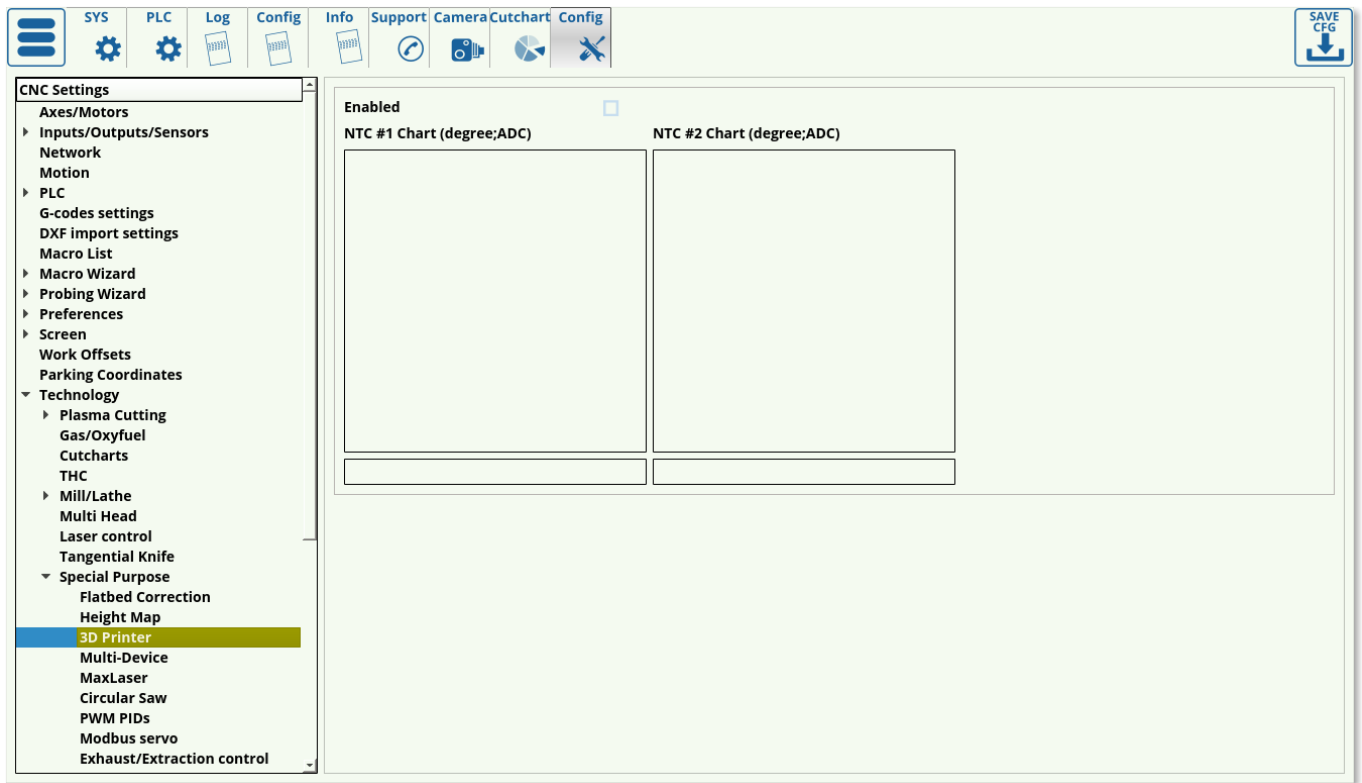 SYS PLC Log Config Info Support Camera Cutchart Config
SAVE
CFG
CNC Settings
Axes/Motors
Inputs/Outputs/Sensors
Network
Motion
PLC
G-codes settings
DXF import settings
Macro List
Macro Wizard
Probing Wizard
Preferences
Screen
Work Offsets
Parking Coordinates
Technology
Plasma Cutting
Gas/Oxyfuel
Cutcharts
THC
Mill/Lathe
Multi Head
Laser control
Tangential Knife
Special Purpose
Flatbed Correction
Height Map
3D Printer
Multi-Device
MaxLaser
Circular Saw
PWM PIDs
Modbus servo
Exhaust/Extraction control
Enabled
NTC #1 Chart (degree;ADC) NTC #2 Chart (degree;ADC)